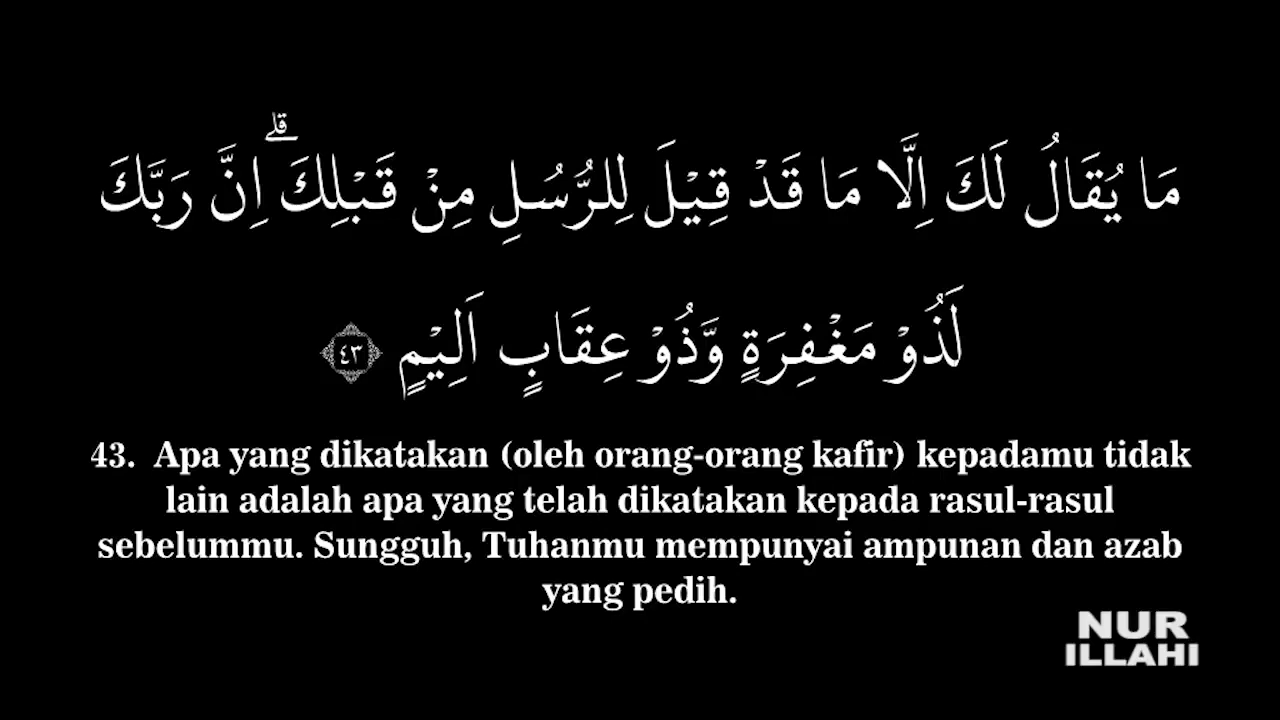 مَا يُقَالُ لَكَ اِلَّا مَا قَدْ قِيْلَ لِلرُّسُلِ مِنْ قَبْلِكَ ۗاِنَّ رَبَّكَ
لَذُوْ مَغْفِرَةٍ وَّذُوْ عِقَابٍ اَلِيْمٍ ٤٣
43. Apa yang dikatakan (oleh orang-orang kafir) kepadamu tidak
lain adalah apa yang telah dikatakan kepada rasul-rasul
sebelummu. Sungguh, Tuhanmu mempunyai ampunan dan azab
yang pedih.
NUR
ILLAHI